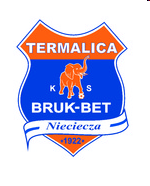 TERMALICA
K S
BRUK-BET
Nieciecza
•1922•